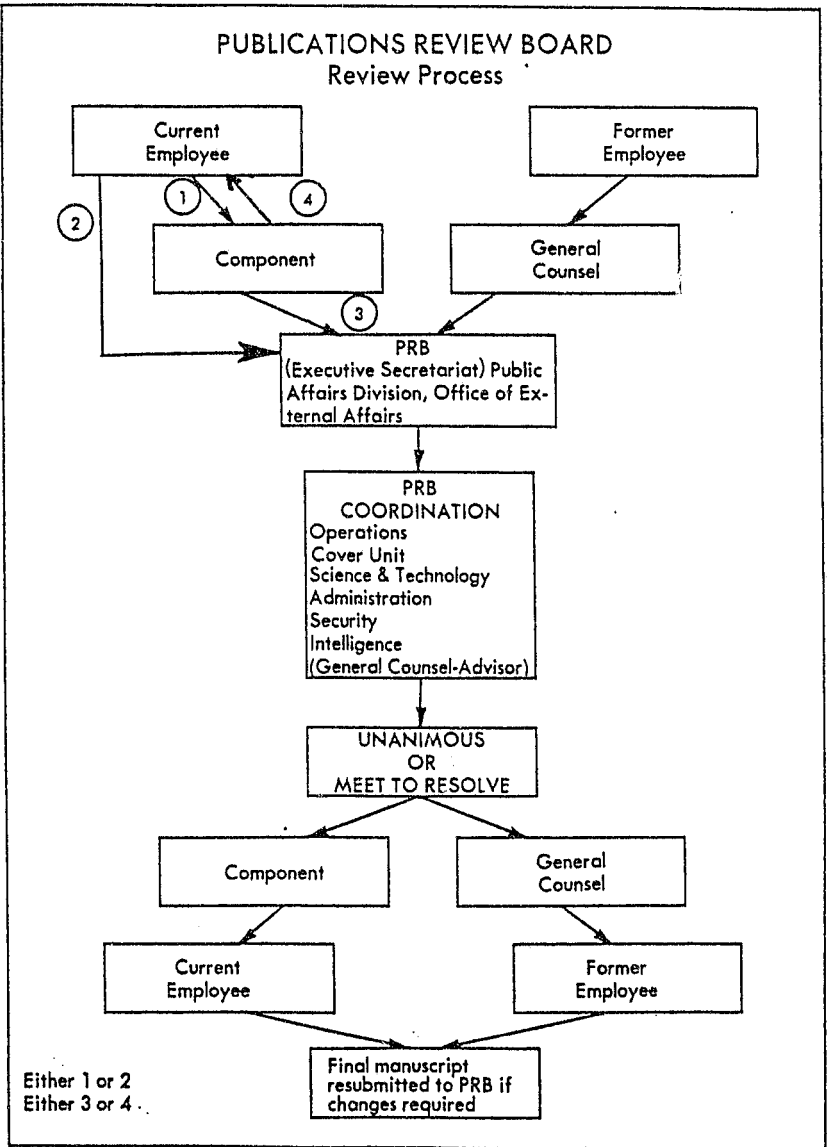 PUBLICATIONS REVIEW BOARD
Review Process
Current
Employee
Former
Employee
1
4
2
Component
General
Counsel
3
PRB
(Executive Secretariat) Public
Affairs Division, Office of Ex-
ternal Affairs
PRB
COORDINATION
Operations
Cover Unit
Science & Technology
Administration
Security
Intelligence
(General Counsel-Advisor)
UNANIMOUS
OR
MEET TO RESOLVE
Component
General
Counsel
Current
Employee
Former
Employee
Final manuscript
resubmitted to PRB if
changes required
Either 1 or 2
Either 3 or 4